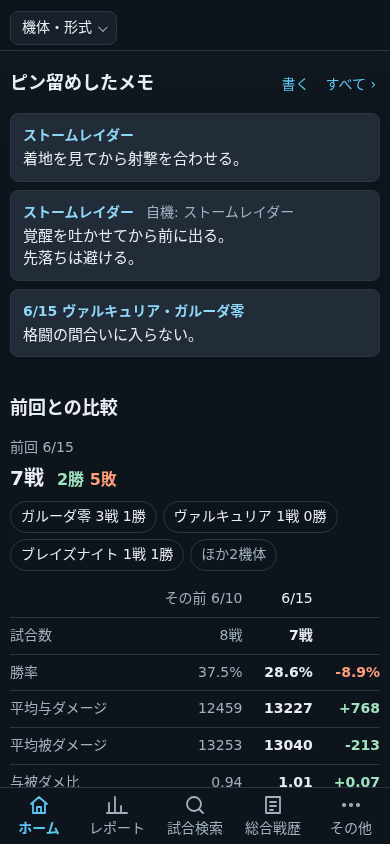 機体・形式
ピン留めしたメモ 書く すべて ›
ストームレイダー
着地を見てから射撃を合わせる。
ストームレイダー 自機: ストームレイダー
覚醒を吐かせてから前に出る。
先落ちは避ける。
6/15 ヴァルキュリア・ガルーダ零
格闘の間合いに入らない。
前回との比較
前回 6/15
7戦 2勝 5敗
ガルーダ零 3戦 1勝 ヴァルキュリア 1戦 0勝
ブレイズナイト 1戦 1勝 ほか2機体
その前 6/10 6/15
試合数 8戦 7戦
勝率 37.5% 28.6% -8.9%
平均与ダメージ 12459 13227 +768
平均被ダメージ 13253 13040 -213
与被ダメ比 0.94 1.01 +0.07
ホーム レポート 試合検索 総合戦歴 その他